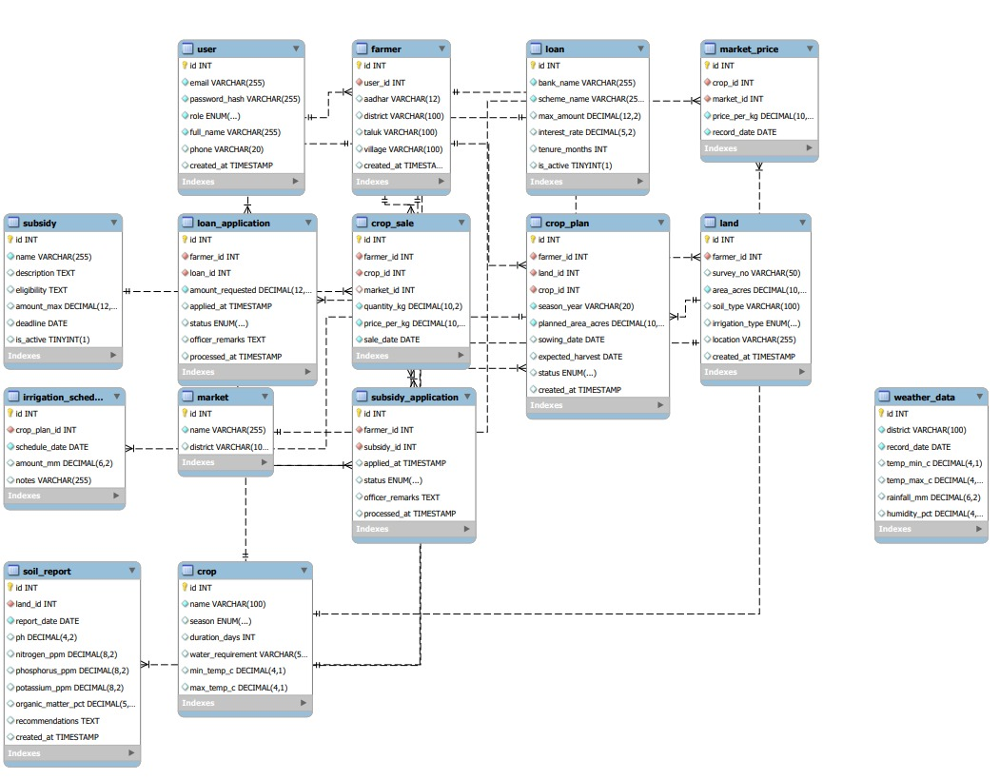 user
id INT
email VARCHAR(255)
password_hash VARCHAR(255)
role ENUM(...)
full_name VARCHAR(255)
phone VARCHAR(20)
created_at TIMESTAMP
Indexes
farmer
id INT
user_id INT
aadhar VARCHAR(12)
district VARCHAR(100)
taluk VARCHAR(100)
village VARCHAR(100)
created_at TIMESTA...
Indexes
loan
id INT
bank_name VARCHAR(255)
scheme_name VARCHAR(25...
max_amount DECIMAL(12,2)
interest_rate DECIMAL(5,2)
tenure_months INT
is_active TINYINT(1)
Indexes
market_price
id INT
crop_id INT
market_id INT
price_per_kg DECIMAL(10,...
record_date DATE
Indexes
subsidy
id INT
name VARCHAR(255)
description TEXT
eligibility TEXT
amount_max DECIMAL(12,...
deadline DATE
is_active TINYINT(1)
Indexes
loan_application
id INT
farmer_id INT
loan_id INT
amount_requested DECIMAL(12,...
applied_at TIMESTAMP
status ENUM(...)
officer_remarks TEXT
processed_at TIMESTAMP
Indexes
crop_sale
id INT
farmer_id INT
crop_id INT
market_id INT
quantity_kg DECIMAL(10,2)
price_per_kg DECIMAL(10,...
sale_date DATE
Indexes
crop_plan
id INT
farmer_id INT
land_id INT
crop_id INT
season_year VARCHAR(20)
planned_area_acres DECIMAL(10,...
sowing_date DATE
expected_harvest DATE
status ENUM(...)
created_at TIMESTAMP
Indexes
land
id INT
farmer_id INT
survey_no VARCHAR(50)
area_acres DECIMAL(10,...
soil_type VARCHAR(100)
irrigation_type ENUM(...)
location VARCHAR(255)
created_at TIMESTAMP
Indexes
irrigation_sched...
id INT
crop_plan_id INT
schedule_date DATE
amount_mm DECIMAL(6,2)
notes VARCHAR(255)
Indexes
market
id INT
name VARCHAR(255)
district VARCHAR(10...
Indexes
subsidy_application
id INT
farmer_id INT
subsidy_id INT
applied_at TIMESTAMP
status ENUM(...)
officer_remarks TEXT
processed_at TIMESTAMP
Indexes
weather_data
id INT
district VARCHAR(100)
record_date DATE
temp_min_c DECIMAL(4,1)
temp_max_c DECIMAL(4,...
rainfall_mm DECIMAL(6,2)
humidity_pct DECIMAL(4,...
Indexes
soil_report
id INT
land_id INT
report_date DATE
ph DECIMAL(4,2)
nitrogen_ppm DECIMAL(8,2)
phosphorus_ppm DECIMAL(8,2)
potassium_ppm DECIMAL(8,2)
organic_matter_pct DECIMAL(5,...
recommendations TEXT
created_at TIMESTAMP
Indexes
crop
id INT
name VARCHAR(100)
season ENUM(...)
duration_days INT
water_requirement VARCHAR(5...
min_temp_c DECIMAL(4,1)
max_temp_c DECIMAL(4,1)
Indexes